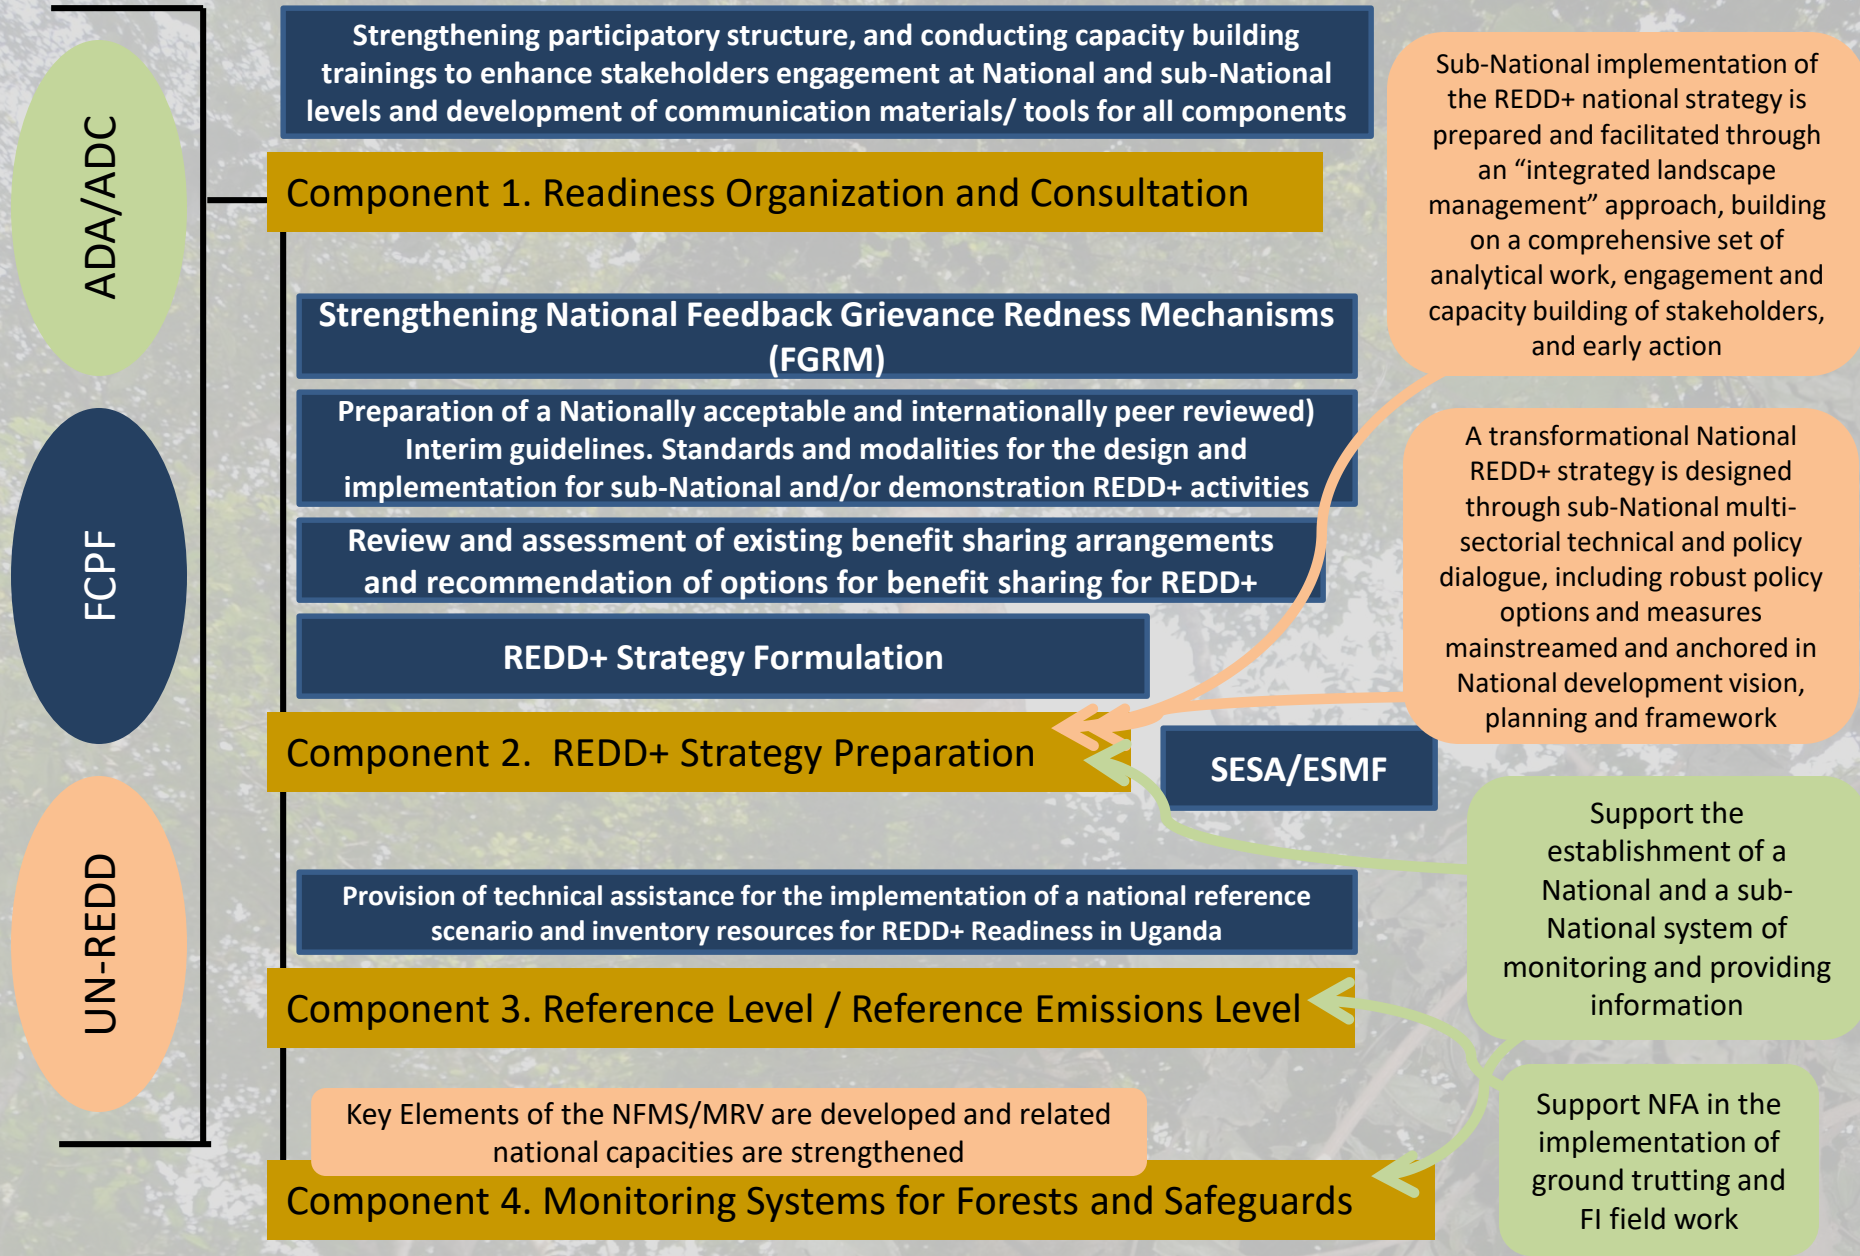 ADA/ADC
FCPF
UN-REDD
Strengthening participatory structure, and conducting capacity building
trainings to enhance stakeholders engagement at National and sub-National
levels and development of communication materials/ tools for all components
Component 1. Readiness Organization and Consultation
Strengthening National Feedback Grievance Redness Mechanisms
(FGRM)
Preparation of a Nationally acceptable and internationally peer reviewed)
Interim guidelines. Standards and modalities for the design and
implementation for sub-National and/or demonstration REDD+ activities
Review and assessment of existing benefit sharing arrangements
and recommendation of options for benefit sharing for REDD+
REDD+ Strategy Formulation
Component 2. REDD+ Strategy Preparation
SESA/ESMF
Provision of technical assistance for the implementation of a national reference
scenario and inventory resources for REDD+ Readiness in Uganda
Component 3. Reference Level / Reference Emissions Level
Key Elements of the NFMS/MRV are developed and related
national capacities are strengthened
Component 4. Monitoring Systems for Forests and Safeguards
Sub-National implementation of
the REDD+ national strategy is
prepared and facilitated through
an “integrated landscape
management” approach, building
on a comprehensive set of
analytical work, engagement and
capacity building of stakeholders,
and early action
A transformational National
REDD+ strategy is designed
through sub-National multi-
sectorial technical and policy
dialogue, including robust policy
options and measures
mainstreamed and anchored in
National development vision,
planning and framework
Support the
establishment of a
National and a sub-
National system of
monitoring and providing
information
Support NFA in the
implementation of
ground trutting and
FI field work